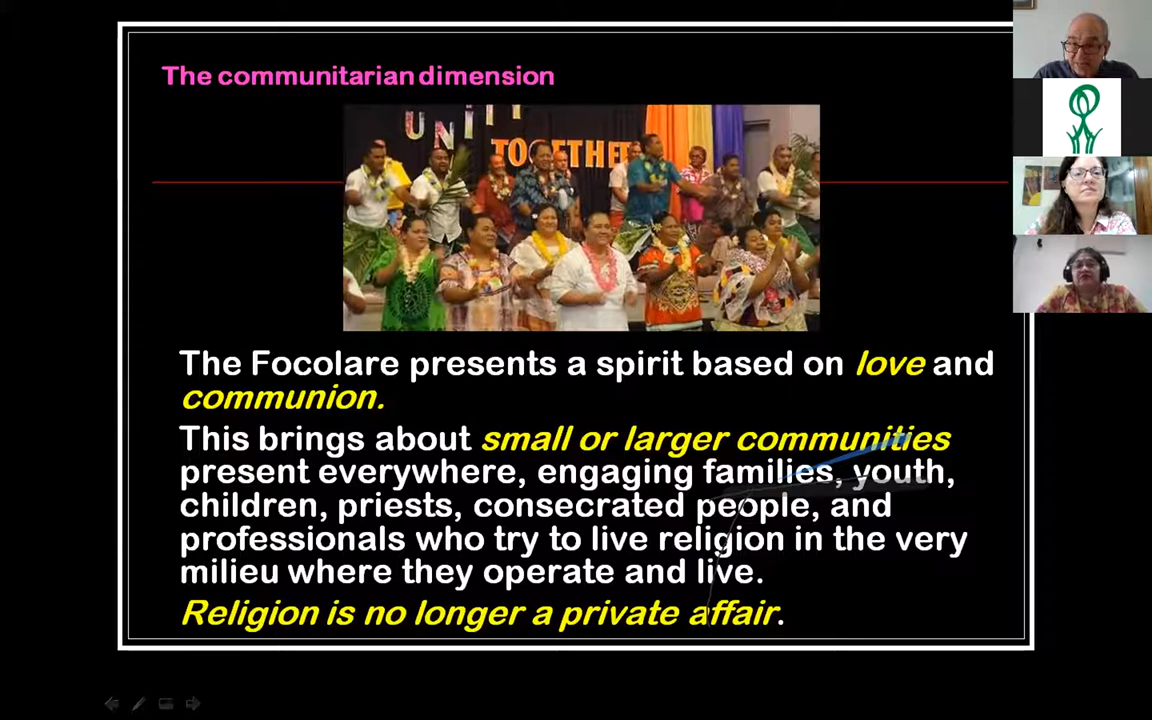 The communitarian dimension
UNITY
TOGETHER
The Focolare presents a spirit based on love and
communion.
This brings about small or larger communities
present everywhere, engaging families, youth,
children, priests, consecrated people, and
professionals who try to live religion in the very
milieu where they operate and live.
Religion is no longer a private affair.